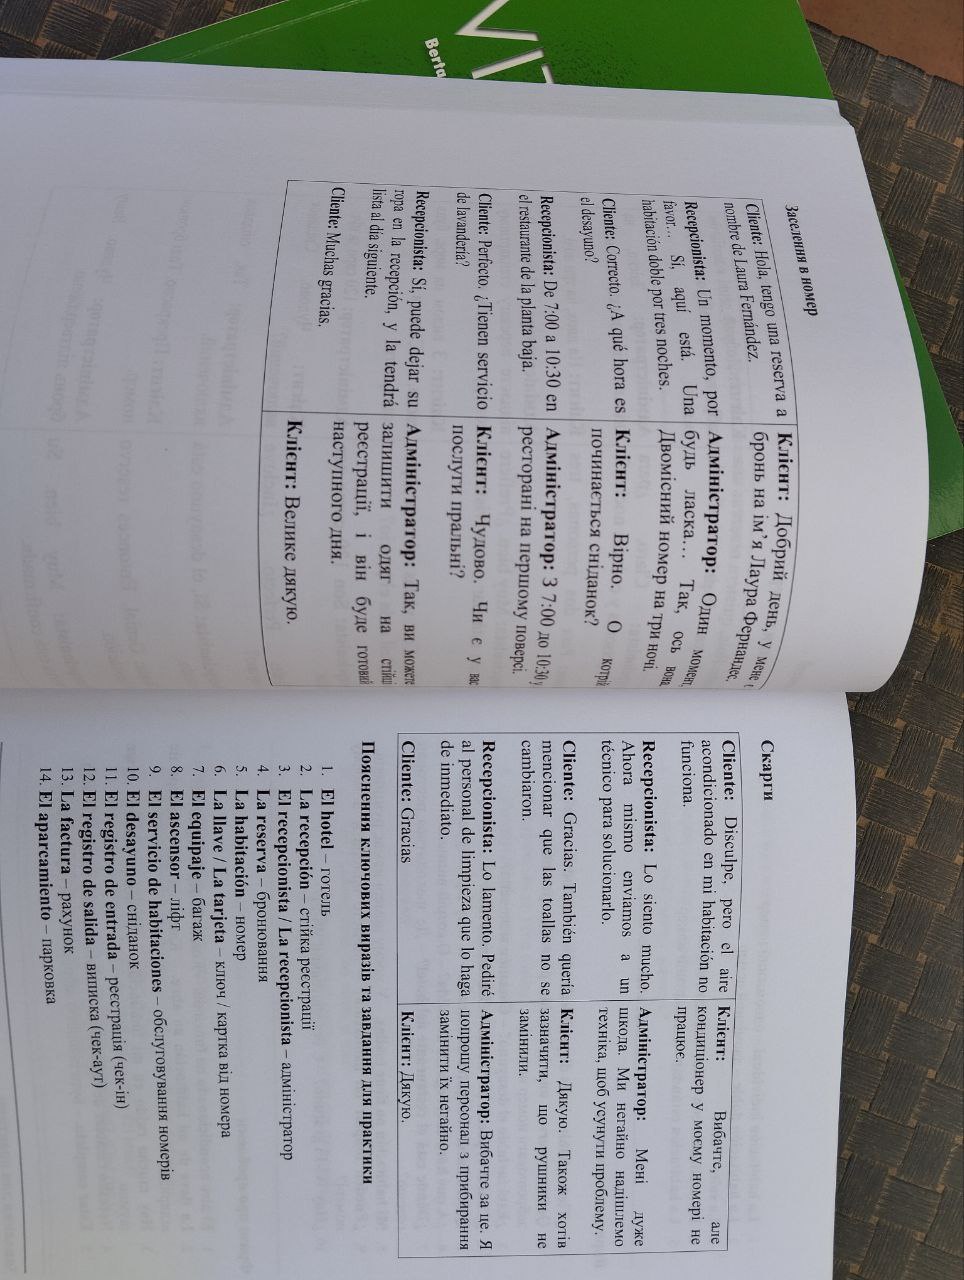 VIT
Berta
Заселення в номер
Cliente: Hola, tengo una reserva a
nombre de Laura Fernández.
Recepcionista: Un momento, por
favor... Sí, aquí está. Una
habitación doble por tres noches.
Cliente: Correcto. ¿A qué hora es
el desayuno?
Recepcionista: De 7:00 a 10:30 en
el restaurante de la planta baja.
Cliente: Perfecto. ¿Tienen servicio
de lavandería?
Recepcionista: Sí, puede dejar su
ropa en la recepción, y la tendrá
lista al día siguiente.
Cliente: Muchas gracias.
Клієнт: Добрий день, у мене є
бронь на ім’я Лаура Фернандес.
Адміністратор: Один момент,
будь ласка… Так, ось вона.
Двомісний номер на три ночі.
Клієнт: Вірно. О котрій
починається сніданок?
Адміністратор: З 7:00 до 10:30 у
ресторані на першому поверсі.
Клієнт: Чудово. Чи є у вас
послуги пральні?
Адміністратор: Так, ви можете
залишити одяг на стійці
реєстрації, і він буде готовий
наступного дня.
Клієнт: Велике дякую.
Скарги
Cliente: Disculpe, pero el aire
acondicionado en mi habitación no
funciona.
Recepcionista: Lo siento mucho.
Ahora mismo enviamos a un
técnico para solucionarlo.
Cliente: Gracias. También quería
mencionar que las toallas no se
cambiaron.
Recepcionista: Lo lamento. Pediré
al personal de limpieza que lo haga
de inmediato.
Cliente: Gracias
Клієнт: Вибачте, але
кондиціонер у моєму номері не
працює.
Адміністратор: Мені дуже
шкода. Ми негайно надішлемо
техніка, щоб усунути проблему.
Клієнт: Дякую. Також хотів
зазначити, що рушники не
замінили.
Адміністратор: Вибачте за це. Я
попрошу персонал з прибирання
замінити їх негайно.
Клієнт: Дякую.
Пояснення ключових виразів та завдання для практики
1. El hotel – готель
2. La recepción – стійка реєстрації
3. El recepcionista / La recepcionista – адміністратор
4. La reserva – бронювання
5. La habitación – номер
6. La llave / La tarjeta – ключ / картка від номера
7. El equipaje – багаж
8. El ascensor – ліфт
9. El servicio de habitaciones – обслуговування номерів
10. El desayuno – сніданок
11. El registro de entrada – реєстрація (чек-ін)
12. El registro de salida – виписка (чек-аут)
13. La factura – рахунок
14. El aparcamiento – парковка